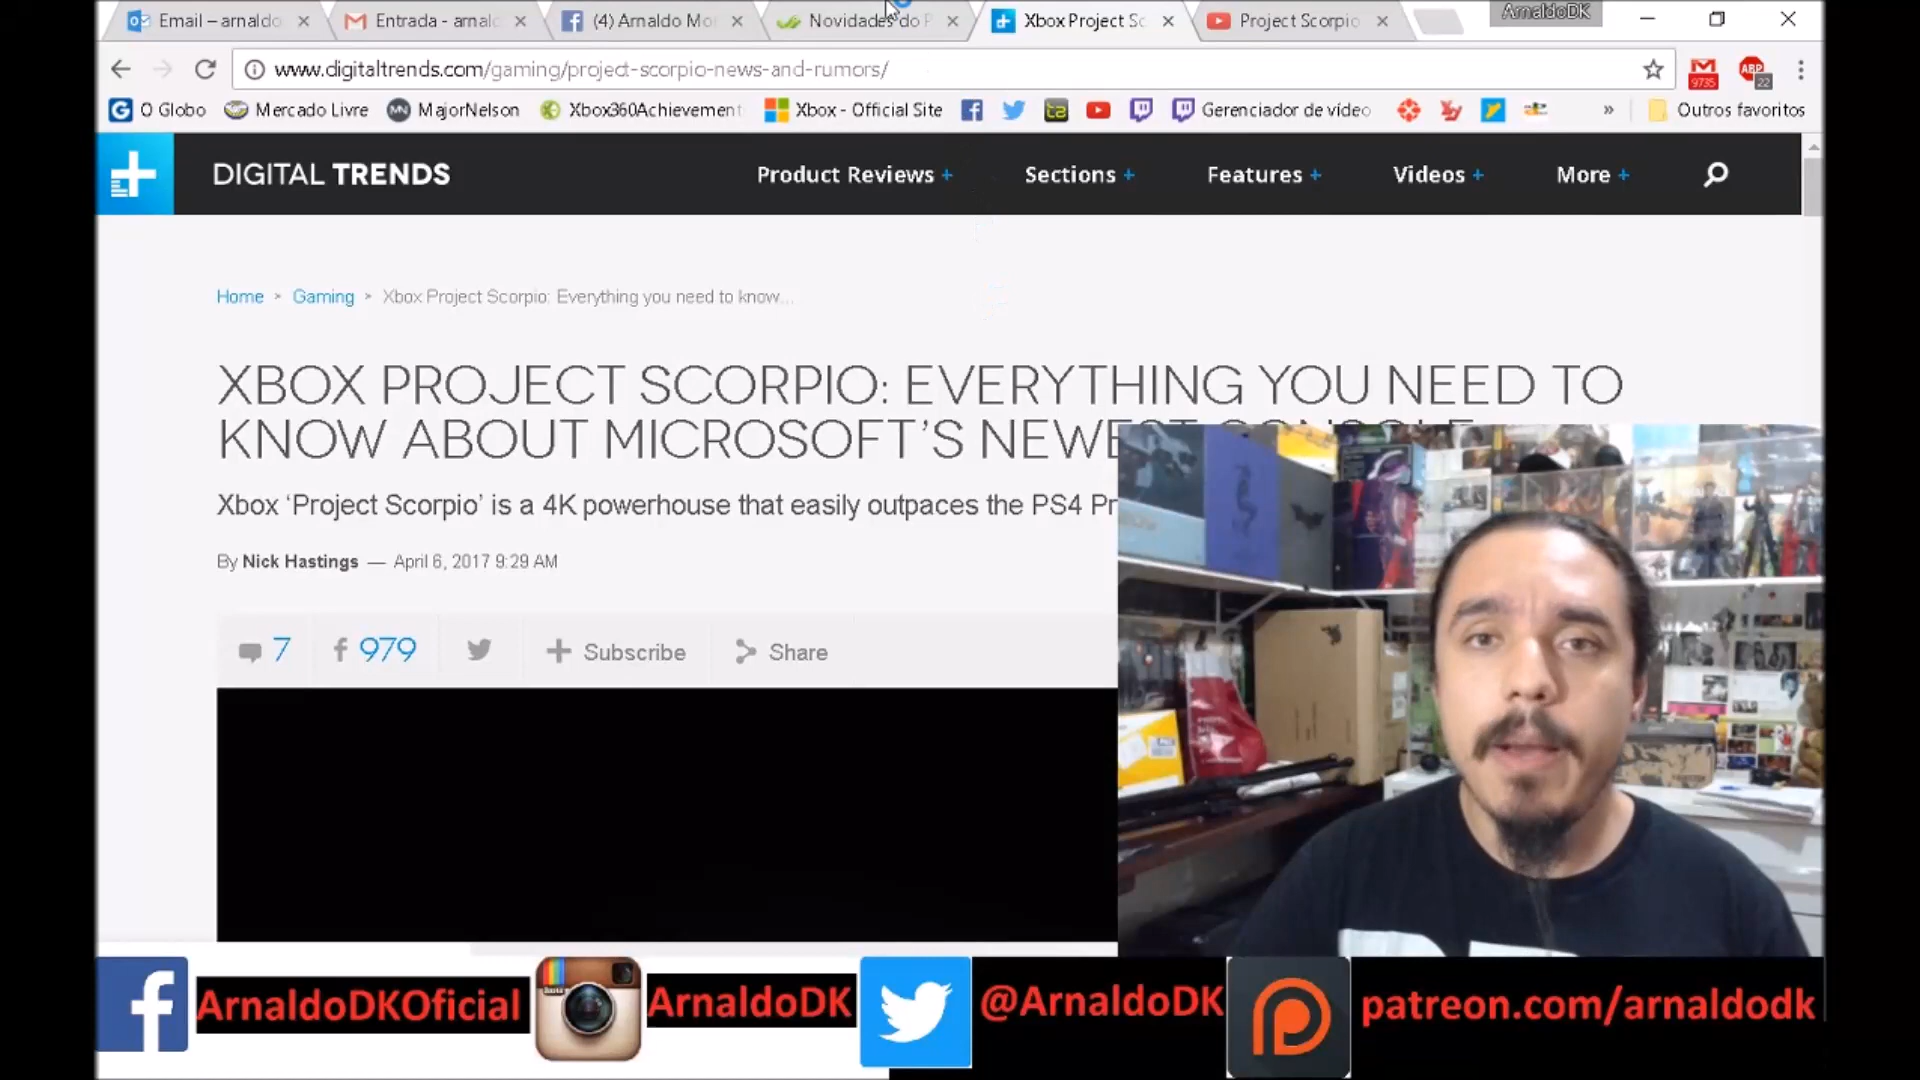 Email – arnaldo
Entrada - arnal
(4) Arnaldo Mo
Novidades do P
Xbox Project Sc
Project Scorpio
ArnaldoDK
www.digitaltrends.com/gaming/project-scorpio-news-and-rumors/
9735
ABP
22
O Globo
Mercado Livre
MajorNelson
Xbox360Achievement
Xbox - Official Site
Gerenciador de vídeo
»
Outros favoritos
DIGITAL TRENDS
Product Reviews +
Sections +
Features +
Videos +
More +
Home > Gaming > Xbox Project Scorpio: Everything you need to know...
XBOX PROJECT SCORPIO: EVERYTHING YOU NEED TO
KNOW ABOUT MICROSOFT'S NEWEST CONSOLE
Xbox ‘Project Scorpio’ is a 4K powerhouse that easily outpaces the PS4 Pr
By Nick Hastings — April 6, 2017 9:29 AM
7
979
+ Subscribe
Share
ArnaldoDKOficial
ArnaldoDK
@ArnaldoDK
patreon.com/arnaldodk